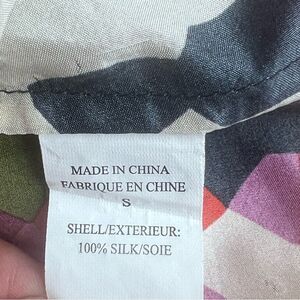 MADE IN CHINA
FABRIQUE EN CHINE
S
SHELL/EXTERIEUR:
100% SILK/SOIE